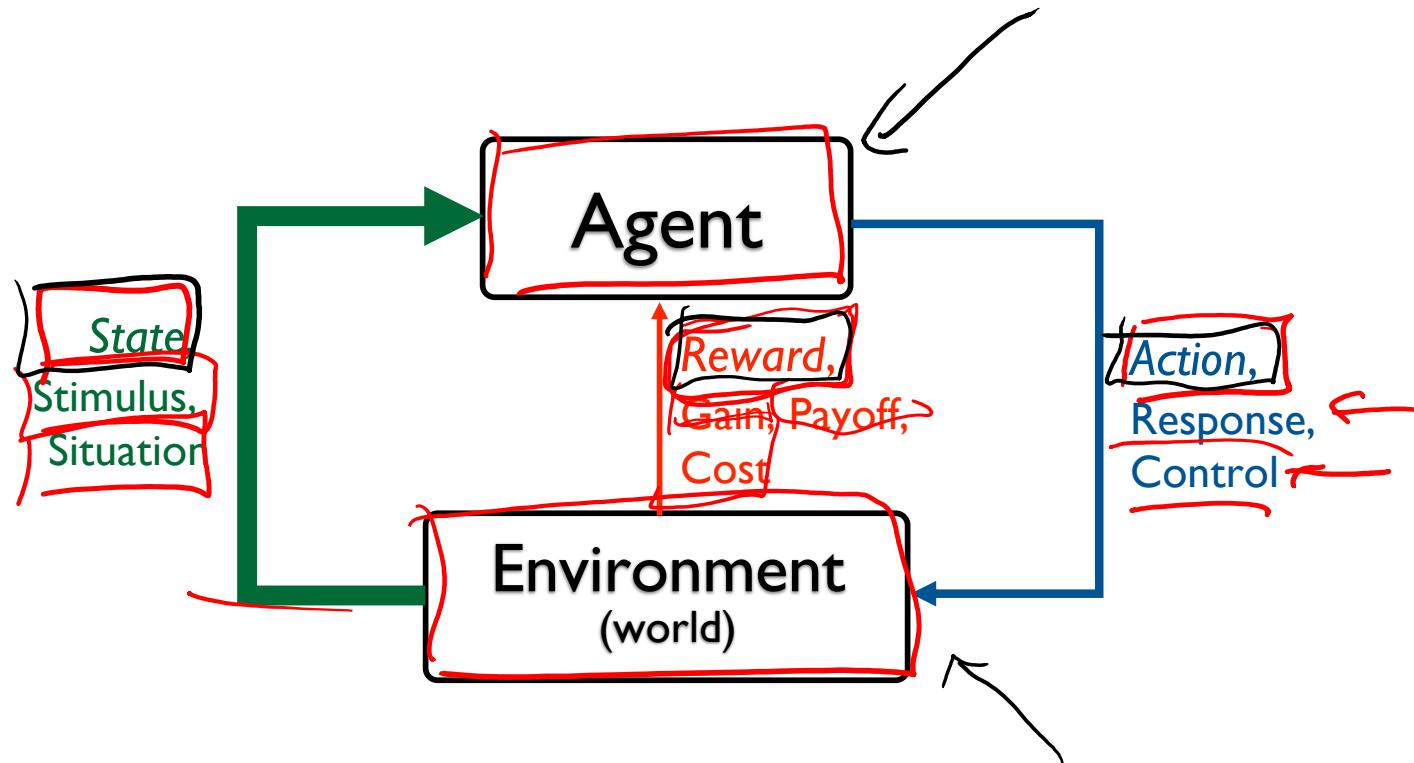 Agent
State,
Stimulus,
Situation
Reward,
Gain, Payoff,
Cost
Action,
Response,
Control
Environment
(world)